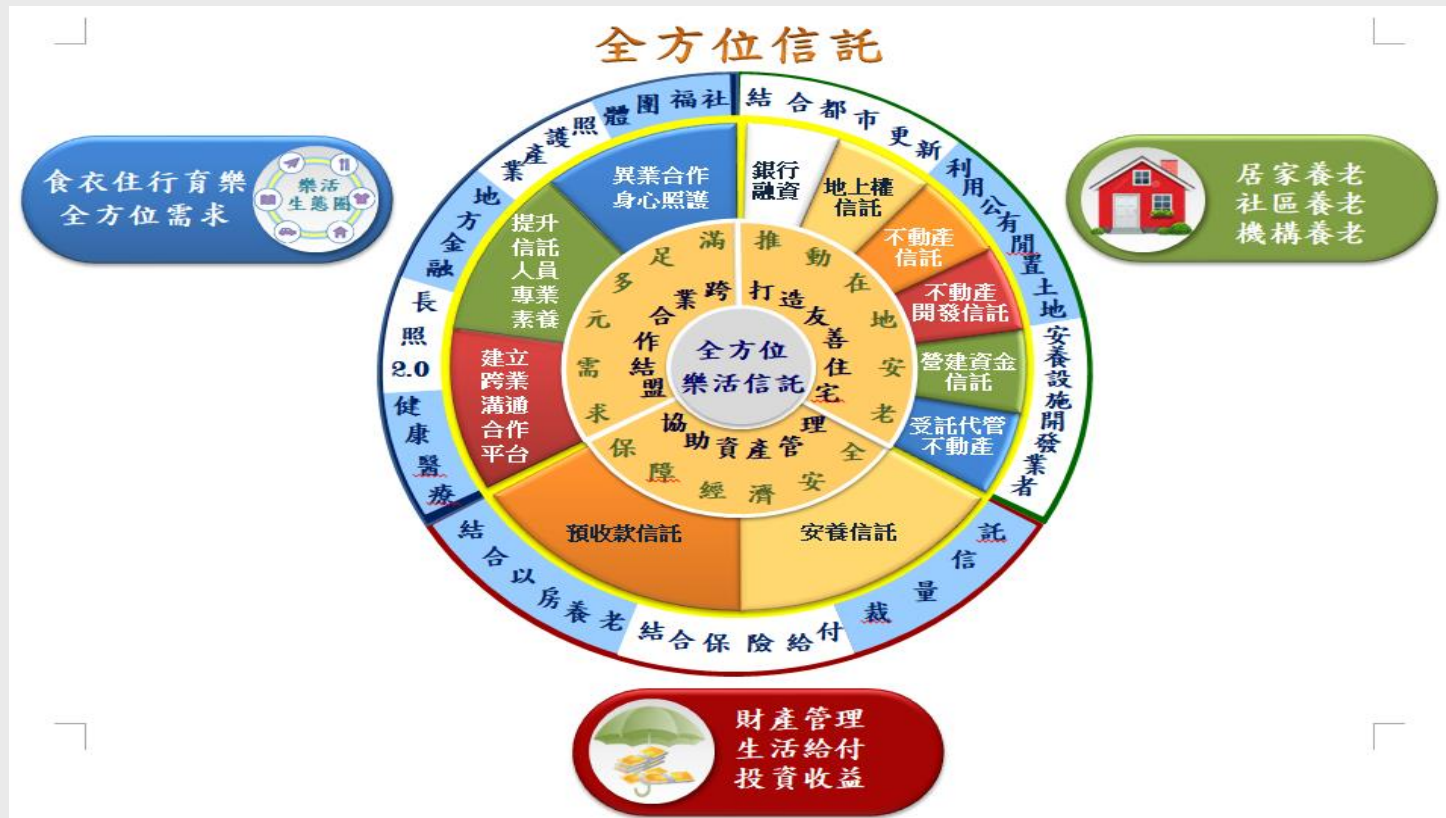 全方位信託
食衣住行育樂
全方位需求
樂活
生態圈
居家養老
社區養老
機構養老
財產管理
生活給付
投資收益
全方位
樂活信託
跨業合作結盟
滿足多元需求
打造友善住宅
推動在地安老
協助資產管理
保障經濟安全
異業合作
身心照護
提升
信託
人員
專業
素養
建立
跨業
溝通
合作
平台
銀行
融資
地上權
信託
不動產
信託
不動產
開發信託
營建資金
信託
受託代管
不動產
安養信託
預收款信託
社福團體
照護產業
地方金融
長照2.0
健康醫療
結合都市更新
利用公有閒置土地
安養設施開發業者
結合以房養老
結合保險給付
裁量信託